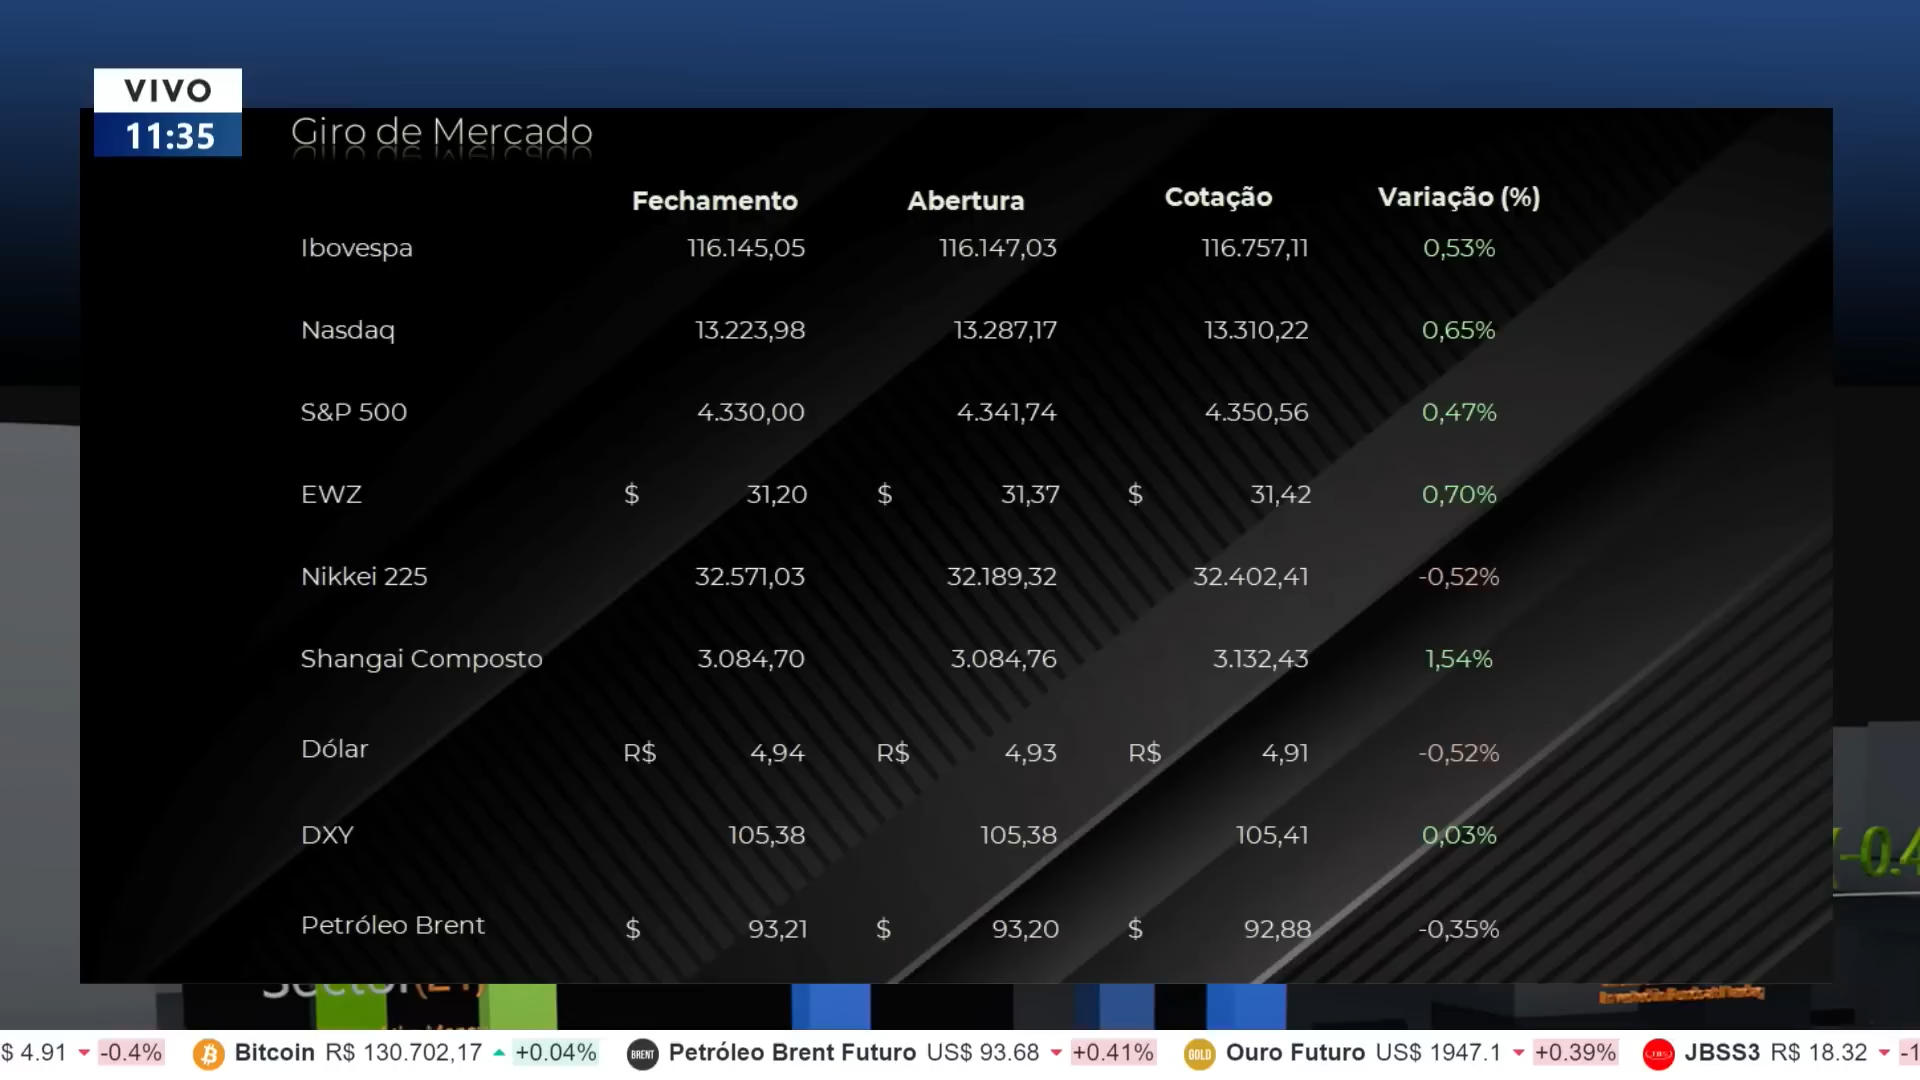 VIVO
11:35
Giro de Mercado
Fechamento Abertura Cotação Variação (%)
Ibovespa 116.145,05 116.147,03 116.757,11 0,53%
Nasdaq 13.223,98 13.287,17 13.310,22 0,65%
S&P 500 4.330,00 4.341,74 4.350,56 0,47%
EWZ $ 31,20 $ 31,37 $ 31,42 0,70%
Nikkei 225 32.571,03 32.189,32 32.402,41 -0,52%
Shangai Composto 3.084,70 3.084,76 3.132,43 1,54%
Dólar R$ 4,94 R$ 4,93 R$ 4,91 -0,52%
DXY 105,38 105,38 105,41 0,03%
-0.4
Petróleo Brent $ 93,21 $ 93,20 $ 92,88 -0,35%
$ 4.91 -0.4% Bitcoin R$ 130.702,17 +0.04% BRENT Petróleo Brent Futuro US$ 93.68 +0.41% GOLD Ouro Futuro US$ 1947.1 +0.39% JBS JBSS3 R$ 18.32 -1